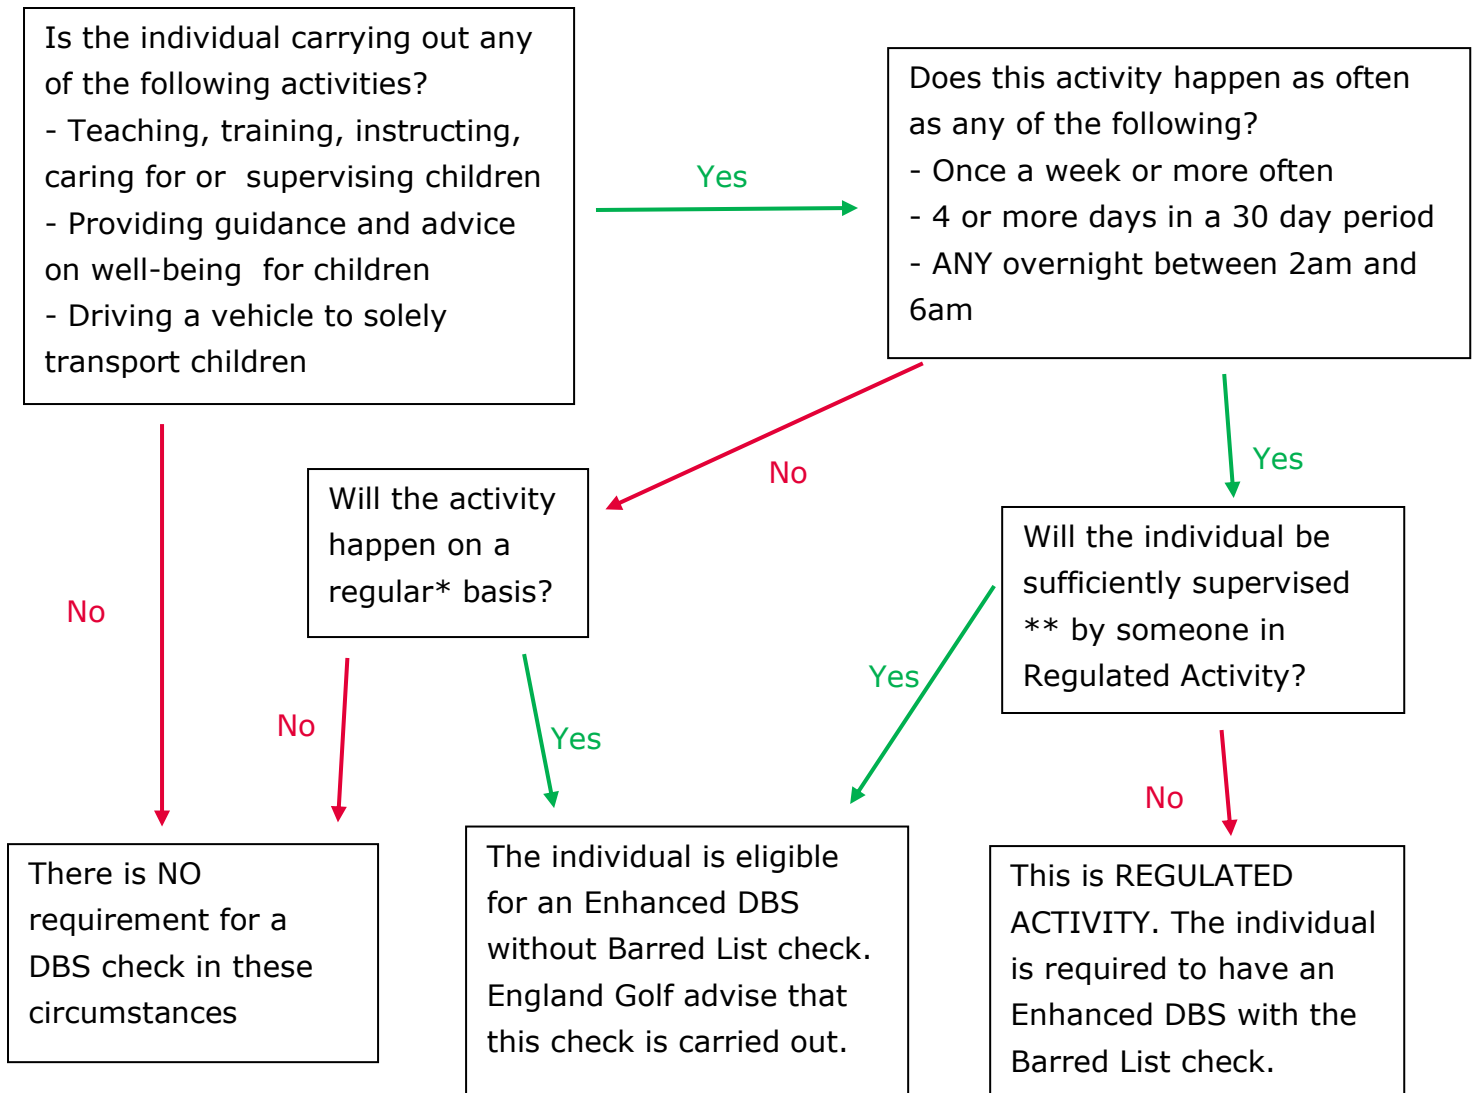 Is the individual carrying out any
of the following activities?
- Teaching, training, instructing,
caring for or  supervising children
- Providing guidance and advice
on well-being  for children
- Driving a vehicle to solely
transport children
Yes
Does this activity happen as often
as any of the following?
- Once a week or more often
- 4 or more days in a 30 day period
- ANY overnight between 2am and
6am
No
Yes
Will the activity
happen on a
regular* basis?
Will the individual be
sufficiently supervised
** by someone in
Regulated Activity?
No
No
Yes
Yes
No
There is NO
requirement for a
DBS check in these
circumstances
The individual is eligible
for an Enhanced DBS
without Barred List check.
England Golf advise that
this check is carried out.
This is REGULATED
ACTIVITY. The individual
is required to have an
Enhanced DBS with the
Barred List check.